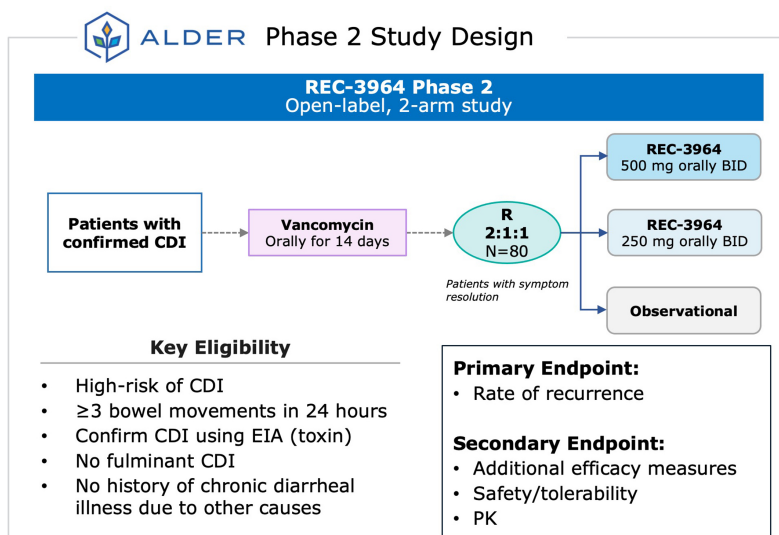 ALDER Phase 2 Study Design
REC-3964 Phase 2
Open-label, 2-arm study
Patients with
confirmed CDI
Vancomycin
Orally for 14 days
R
2:1:1
N=80
Patients with symptom
resolution
REC-3964
500 mg orally BID
REC-3964
250 mg orally BID
Observational
Key Eligibility
• High-risk of CDI
• ≥3 bowel movements in 24 hours
• Confirm CDI using EIA (toxin)
• No fulminant CDI
• No history of chronic diarrheal
illness due to other causes
Primary Endpoint:
• Rate of recurrence
Secondary Endpoint:
• Additional efficacy measures
• Safety/tolerability
• PK